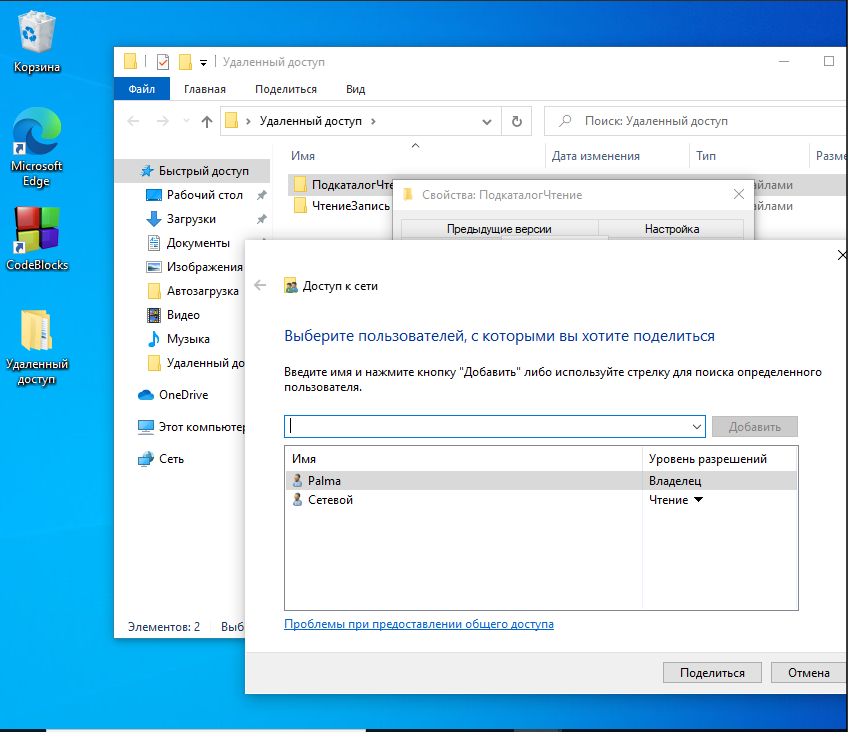 Корзина
Microsoft
Edge
CodeBlocks
Удаленный
доступ
Удаленный доступ
Файл
Главная
Поделиться
Вид
Удаленный доступ
Поиск: Удаленный доступ
Имя
Дата изменения
Тип
Разме
ПодкаталогЧте
айлами
ЧтениеЗапись
айлами
Быстрый доступ
Рабочий стол
Загрузки
Документы
Изображения
Автозагрузка
Видео
Музыка
Удаленный до
OneDrive
Этот компьютер
Сеть
Элементов: 2
Выб
Свойства: ПодкаталогЧтение
Предыдущие версии
Настройка
Доступ к сети
Выберите пользователей, с которыми вы хотите поделиться
Введите имя и нажмите кнопку "Добавить" либо используйте стрелку для поиска определенного
пользователя.
Добавить
Имя
Уровень разрешений
Palma
Владелец
Сетевой
Чтение
Проблемы при предоставлении общего доступа
Поделиться
Отмена